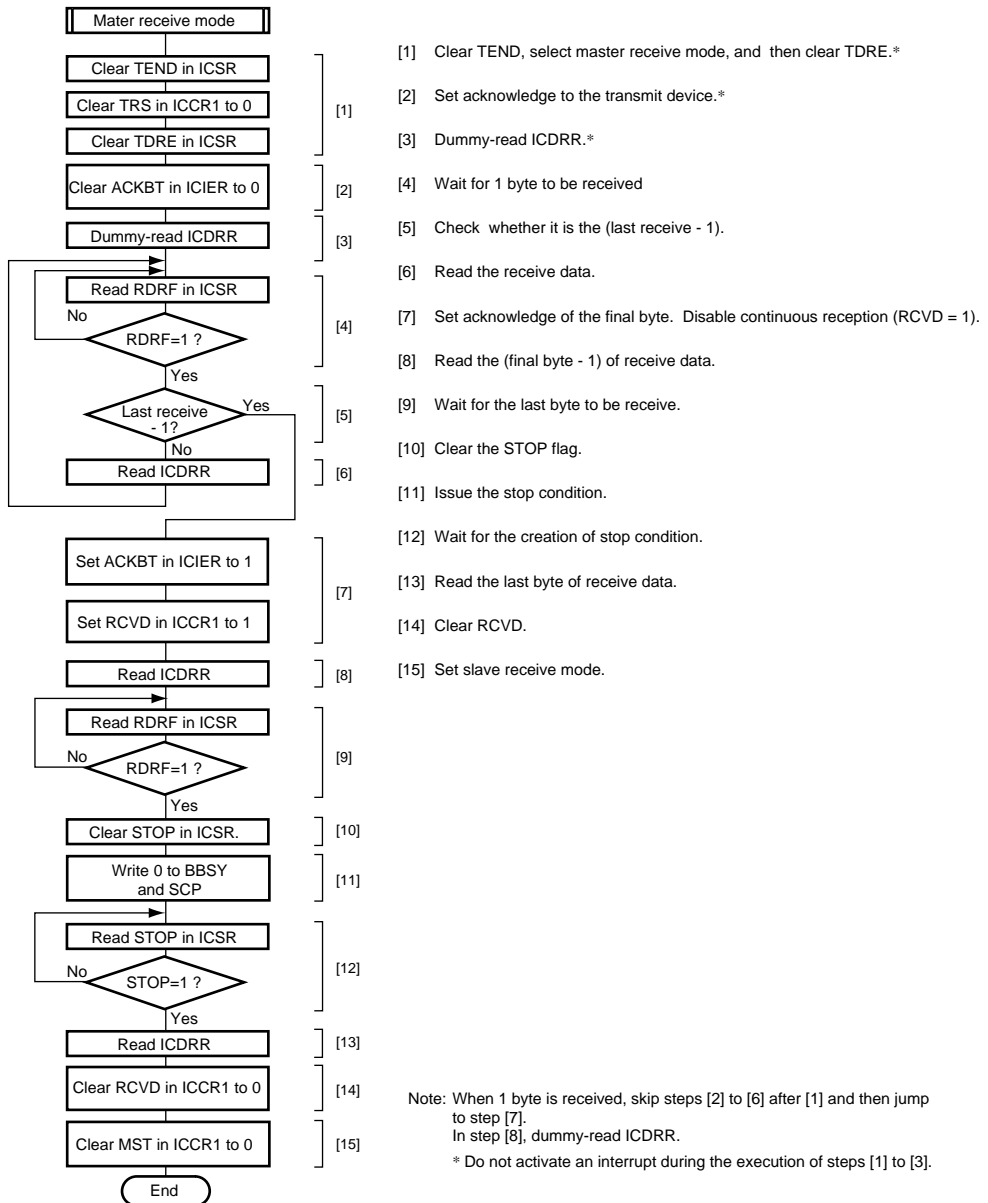 Mater receive mode
Clear TEND in ICSR
Clear TRS in ICCR1 to 0
Clear TDRE in ICSR
[1]
Clear ACKBT in ICIER to 0
[2]
Dummy-read ICDRR
[3]
Read RDRF in ICSR
No
RDRF=1 ?
[4]
Yes
Last receive
- 1?
Yes
[5]
No
Read ICDRR
[6]
Set ACKBT in ICIER to 1
Set RCVD in ICCR1 to 1
[7]
Read ICDRR
[8]
Read RDRF in ICSR
No
RDRF=1 ?
[9]
Yes
Clear STOP in ICSR.
[10]
Write 0 to BBSY
and SCP
[11]
Read STOP in ICSR
No
STOP=1 ?
[12]
Yes
Read ICDRR
[13]
Clear RCVD in ICCR1 to 0
[14]
Clear MST in ICCR1 to 0
[15]
End
[1] Clear TEND, select master receive mode, and then clear TDRE.*
[2] Set acknowledge to the transmit device.*
[3] Dummy-read ICDRR.*
[4] Wait for 1 byte to be received
[5] Check whether it is the (last receive - 1).
[6] Read the receive data.
[7] Set acknowledge of the final byte. Disable continuous reception (RCVD = 1).
[8] Read the (final byte - 1) of receive data.
[9] Wait for the last byte to be receive.
[10] Clear the STOP flag.
[11] Issue the stop condition.
[12] Wait for the creation of stop condition.
[13] Read the last byte of receive data.
[14] Clear RCVD.
[15] Set slave receive mode.
Note: When 1 byte is received, skip steps [2] to [6] after [1] and then jump
to step [7].
In step [8], dummy-read ICDRR.
* Do not activate an interrupt during the execution of steps [1] to [3].